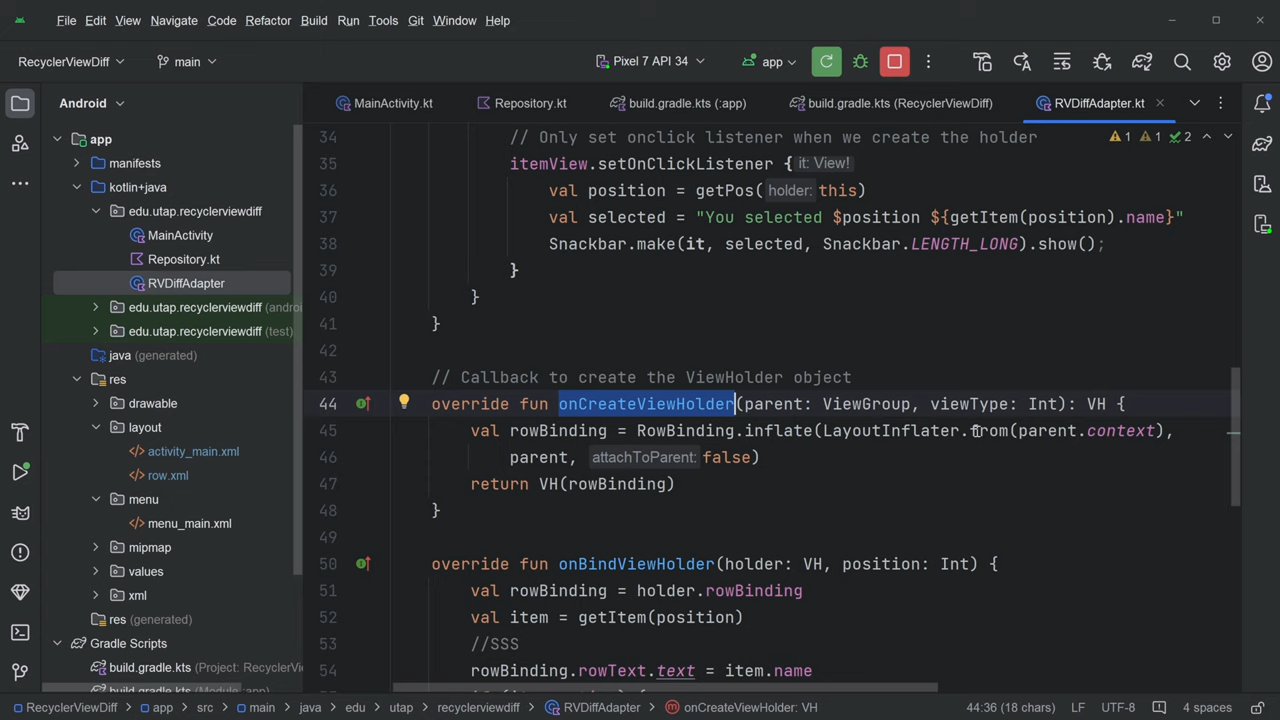 File Edit View Navigate Code Refactor Build Run Tools Git Window Help
RecyclerViewDiff main Pixel 7 API 34 app
Android
MainActivity.kt Repository.kt build.gradle.kts (:app) build.gradle.kts (RecyclerViewDiff) RVDiffAdapter.kt
app
manifests
kotlin+java
edu.utap.recyclerviewdiff
MainActivity
Repository.kt
RVDiffAdapter
edu.utap.recyclerviewdiff (andro
edu.utap.recyclerviewdiff (test)
java (generated)
res
drawable
layout
activity_main.xml
row.xml
menu
menu_main.xml
mipmap
values
xml
res (generated)
Gradle Scripts
build.gradle.kts (Project: RecyclerVi
build.gradle.kts (Module :app)
1 1 2
34 // Only set onclick listener when we create the holder
35 itemView.setOnClickListener { it: View!
36 val position = getPos( holder: this)
37 val selected = "You selected $position ${getItem(position).name}"
38 Snackbar.make(it, selected, Snackbar.LENGTH_LONG).show();
39 }
40 }
41 }
42
43 // Callback to create the ViewHolder object
44 override fun onCreateViewHolder(parent: ViewGroup, viewType: Int): VH {
45 val rowBinding = RowBinding.inflate(LayoutInflater.from(parent.context),
46 parent, attachToParent: false)
47 return VH(rowBinding)
48 }
49
50 override fun onBindViewHolder(holder: VH, position: Int) {
51 val rowBinding = holder.rowBinding
52 val item = getItem(position)
53 //SSS
54 rowBinding.rowText.text = item.name
RecyclerViewDiff app src main java edu utap recyclerviewdiff RVDiffAdapter onCreateViewHolder: VH 44:36 (18 chars) LF UTF-8 4 spaces